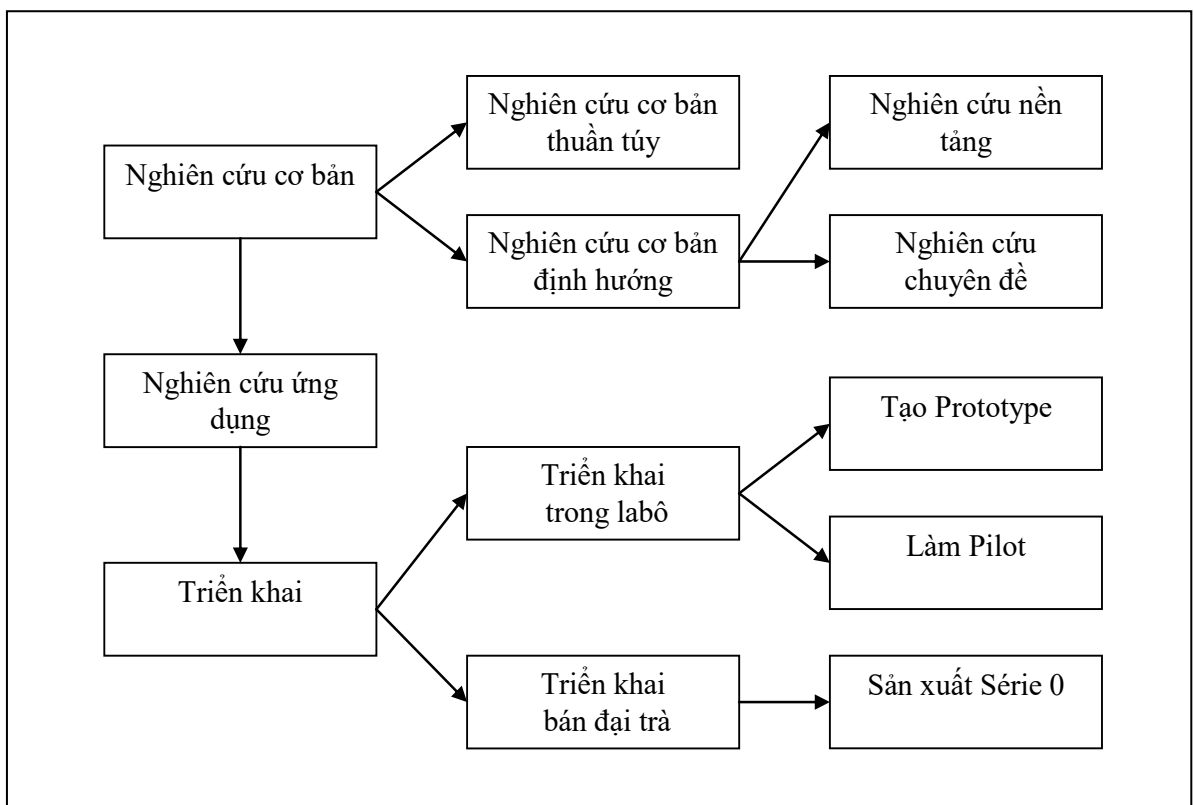 Nghiên cứu cơ bản
Nghiên cứu cơ bản
thuần túy
Nghiên cứu cơ bản
định hướng
Nghiên cứu nền
tảng
Nghiên cứu
chuyên đề
Nghiên cứu ứng
dụng
Triển khai
Triển khai
trong labô
Tạo Prototype
Làm Pilot
Triển khai
bán đại trà
Sản xuất Série 0